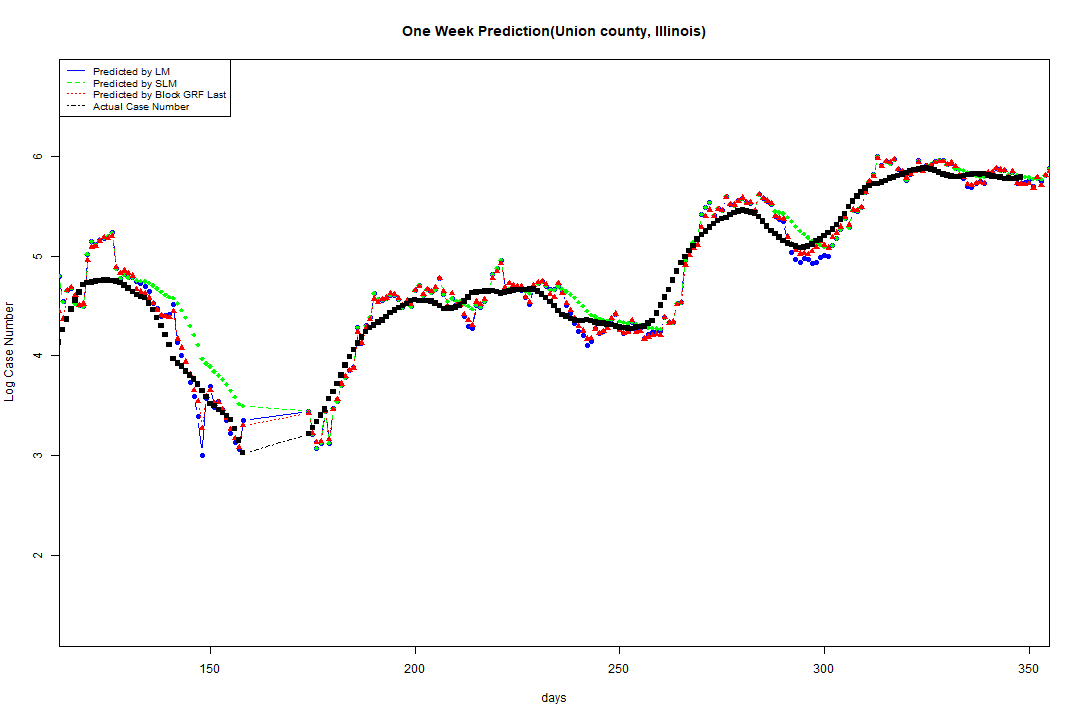 One Week Prediction(Union county, Illinois)
Predicted by LM
Predicted by SLM
Predicted by Block GRF Last
Actual Case Number
6
5
4
3
2
Log Case Number
150
200
250
300
350
days